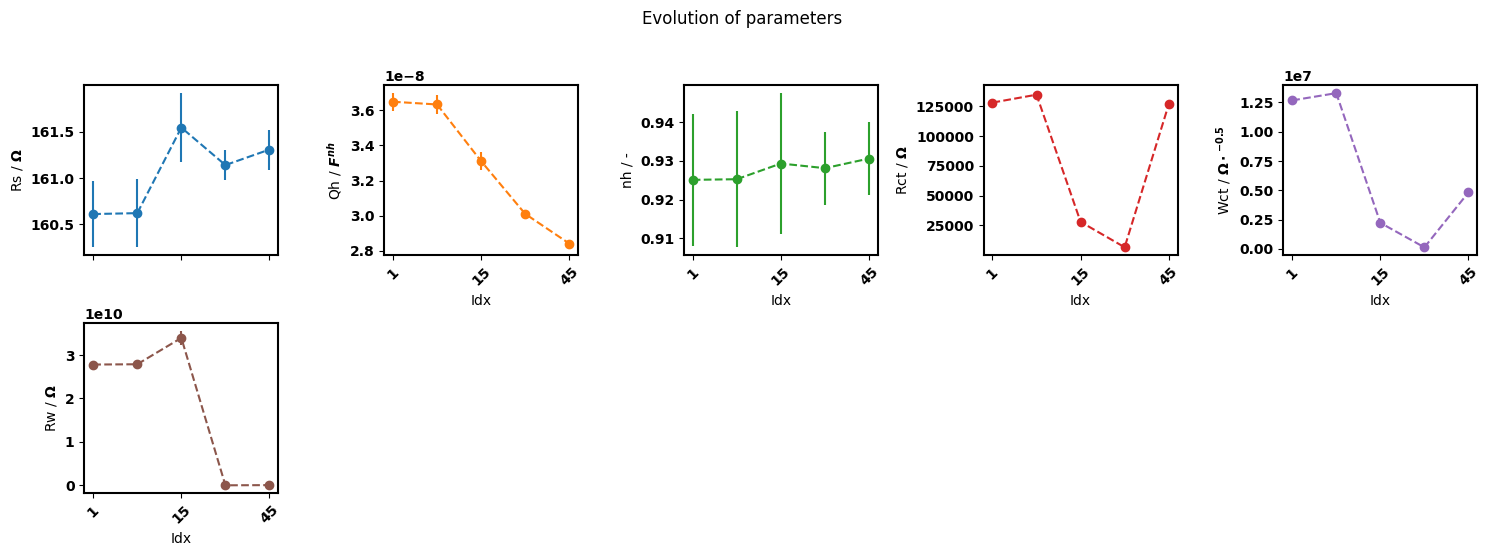 Evolution of parameters
Rs / Ω
161.5
161.0
160.5
1e−8
Qh / F^nh
3.6
3.4
3.2
3.0
2.8
1
15
45
Idx
nh / -
0.94
0.93
0.92
0.91
1
15
45
Idx
Rct / Ω
125000
100000
75000
50000
25000
1
15
45
Idx
1e7
Wct / Ω • ^−0.5
1.25
1.00
0.75
0.50
0.25
0.00
1
15
45
Idx
1e10
Rw / Ω
3
2
1
0
1
15
45
Idx